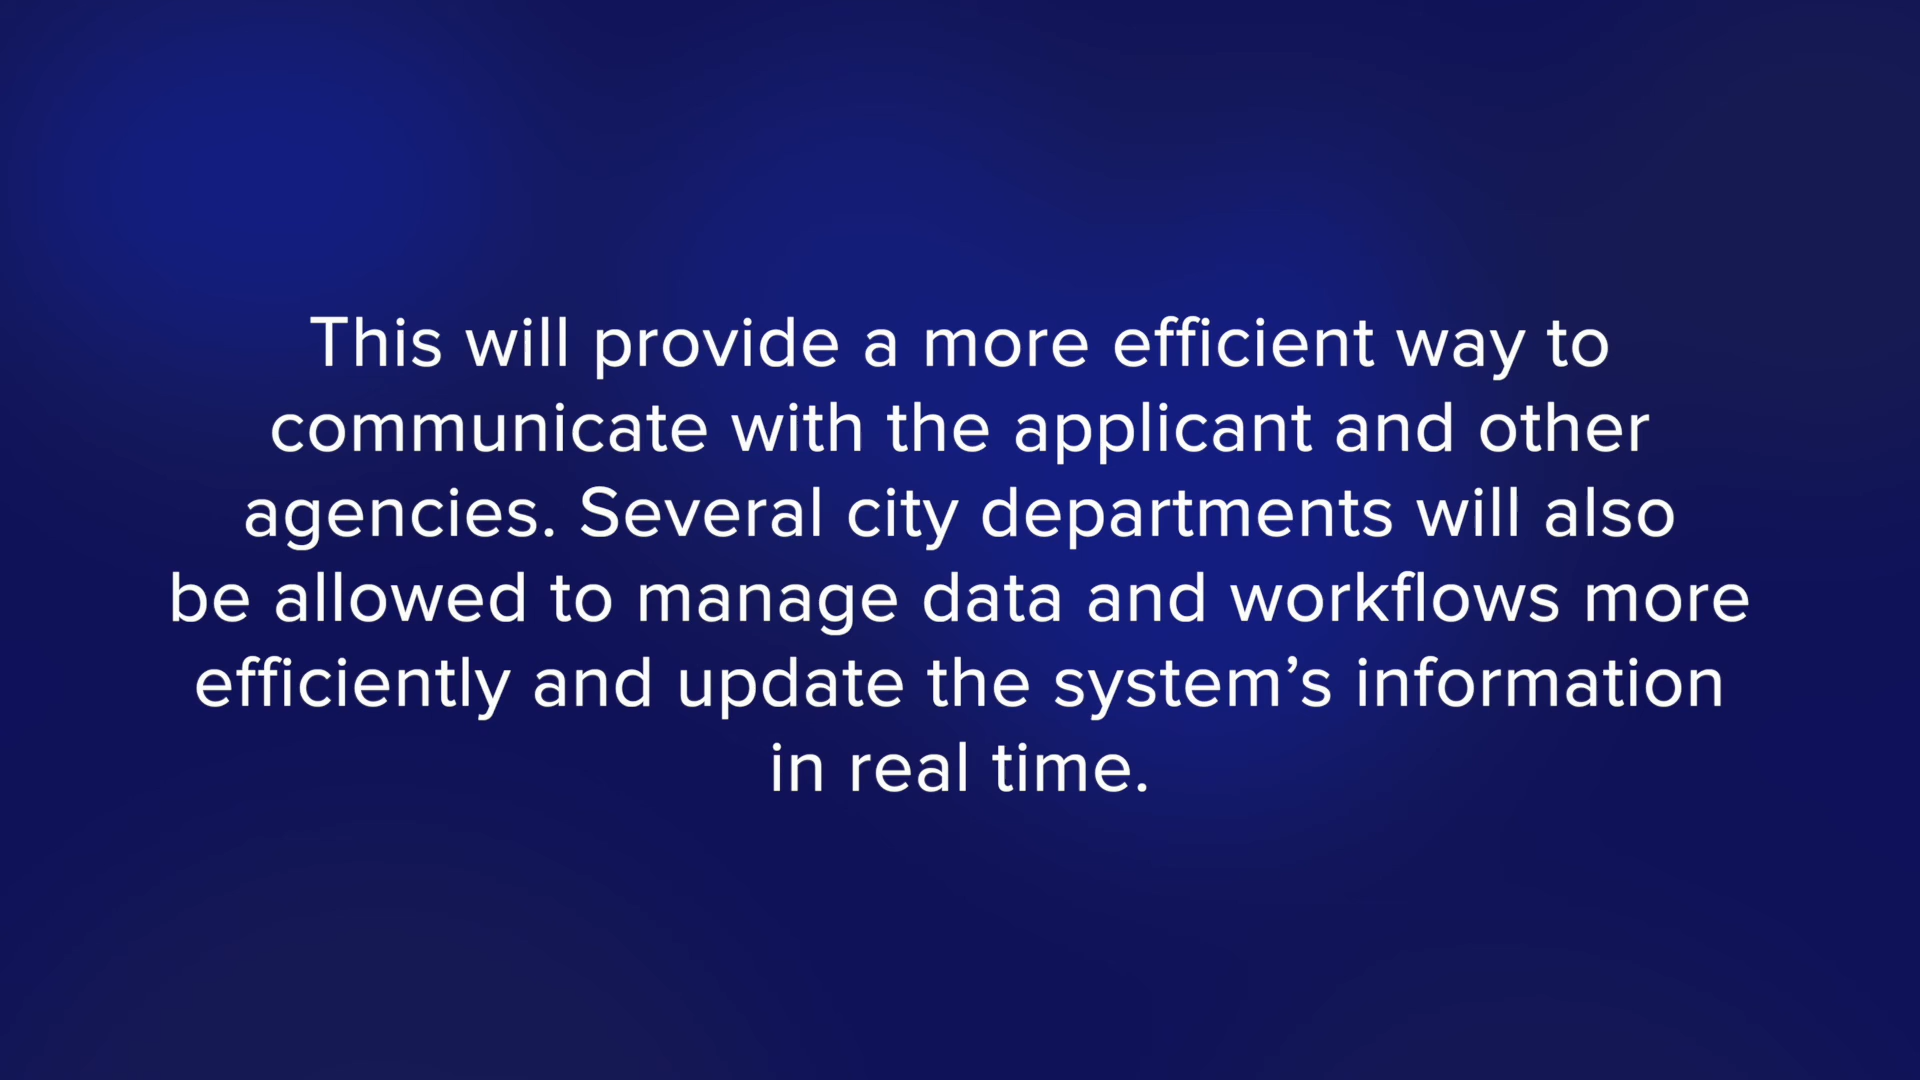 This will provide a more efficient way to
communicate with the applicant and other
agencies. Several city departments will also
be allowed to manage data and workflows more
efficiently and update the system’s information
in real time.